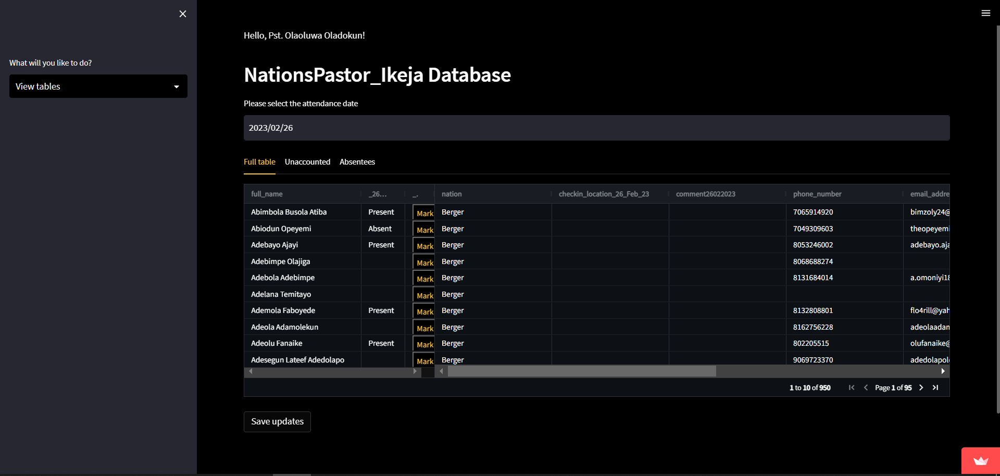 Hello, Pst. Olaoluwa Oladokun!
What will you like to do?
View tables
NationsPastor_Ikeja Database
Please select the attendance date
2023/02/26
Full table Unaccounted Absentees
full_name _26... _. nation checkin_location_26_Feb_23 comment26022023 phone_number email_addre
Abimbola Busola Atiba Present Mark Berger 7065914920 bimzoly24@
Abiodun Opeyemi Absent Mark Berger 7049309603 theopeyemi
Adebayo Ajayi Present Mark Berger 8053246002 adebayo.aja
Adebimpe Olajiga Mark Berger 8068688274
Adebola Adebimpe Mark Berger 8131684014 a.omoniyi18
Adelana Temitayo Mark Berger
Ademola Faboyede Present Mark Berger 8132808801 flo4rill@yah
Adeola Adamolekun Mark Berger 8162756228 adeolaadam
Adeolu Fanaike Present Mark Berger 802205515 olufanaike@
Adesegun Lateef Adedolapo Mark Berger 9069723370 adedolapol
1 to 10 of 950 Page 1 of 95
Save updates